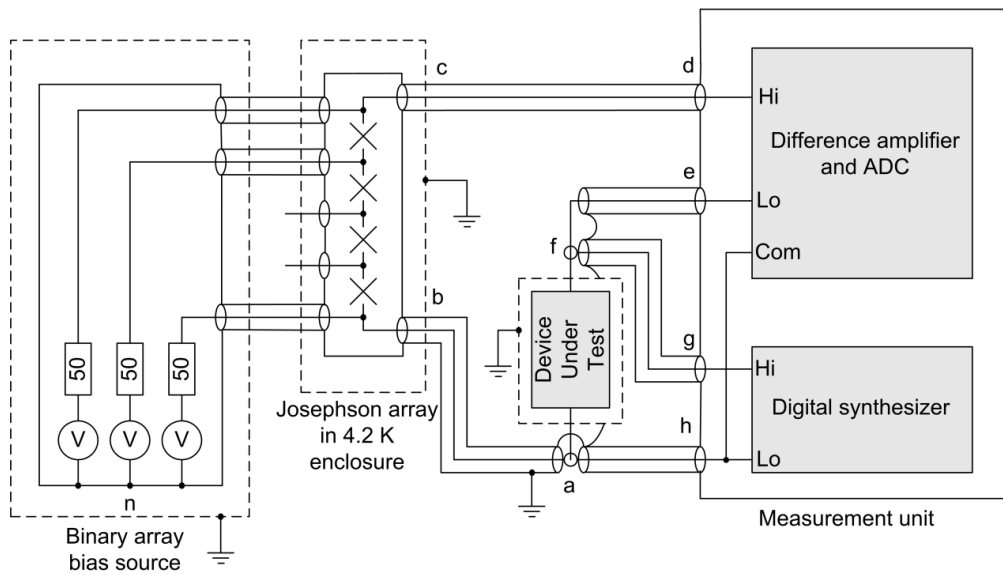 c
d
Hi
Difference amplifier
and ADC
e
Lo
f
Com
b
g
Device
Under
Test
Hi
Digital synthesizer
50
50
50
V
V
V
Josephson array
in 4.2 K
enclosure
h
Lo
a
n
Binary array
bias source
Measurement unit